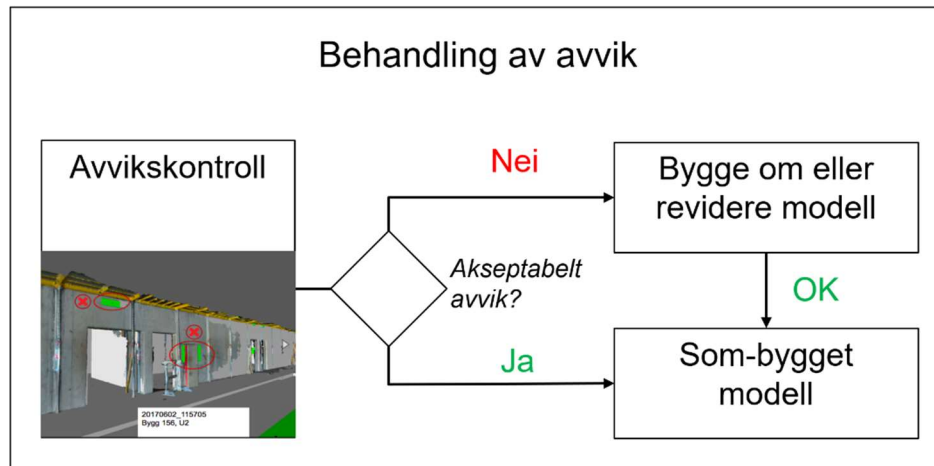 Behandling av avvik
Avvikskontroll
Nei
Bygge om eller
revidere modell
Akseptabelt
avvik?
OK
Ja
Som-bygget
modell
20170602_115705
Bygg 156, U2